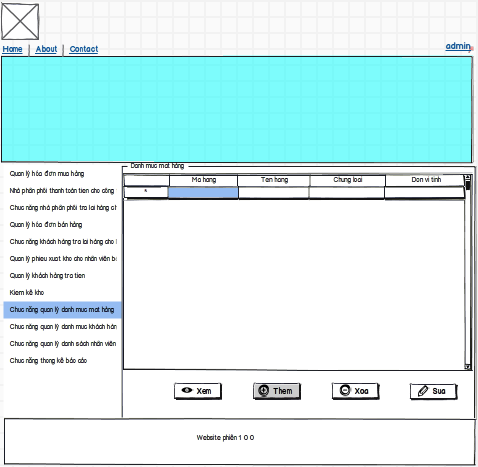 Home | About | Contact
admin
Quan lý hóa đơn mua hàng
Nhà phân phối thanh toán tien cho công
Chuc năng nhà phân phối tra lai hàng ch
Quan lý hóa đơn bán hàng
Chuc năng khách hàng tra lai hàng cho
Quan lý phieu xuat kho cho nhân viên bá
Quan lý khách hàng tra tien
Kiem kê kho
Chuc năng quan lý danh muc mat hàng
Chuc năng quan lý danh muc khách hàn
Chuc năng quan lý danh sách nhân viên
Chuc năng thong kê báo cáo
Danh muc mat hàng
Ma hang Ten hang Chung loai Don vi tinh
*
Xem Them Xoa Sua
Website phiên 1 0 0